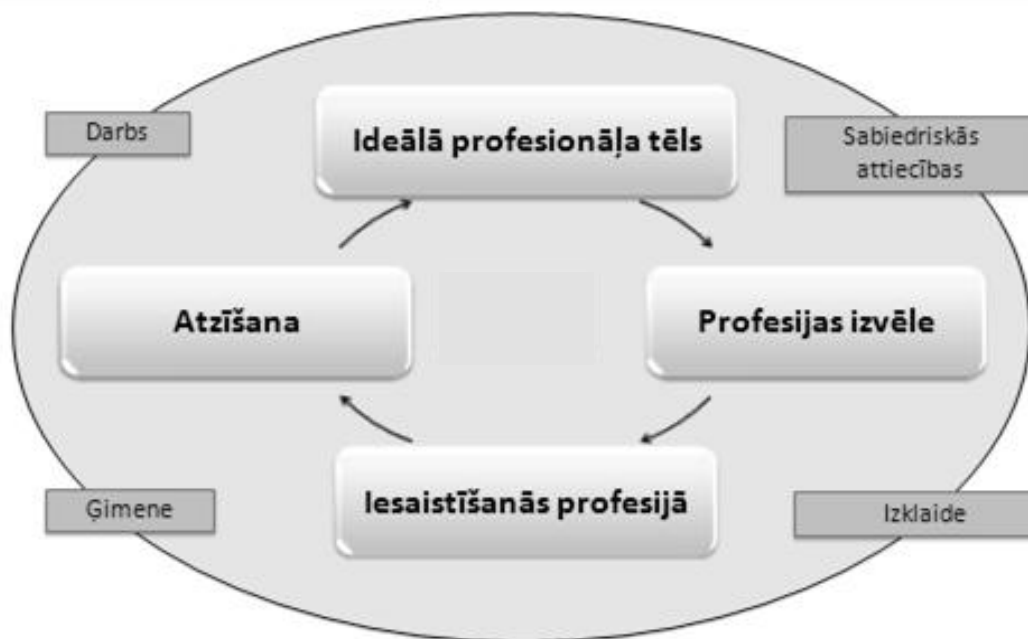 Darbs
Ideālā profesionāļa tēls
Sabiedriskās
attiecības
Atzīšana
Profesijas izvēle
Ģimene
Iesaistīšanās profesijā
Izklaide